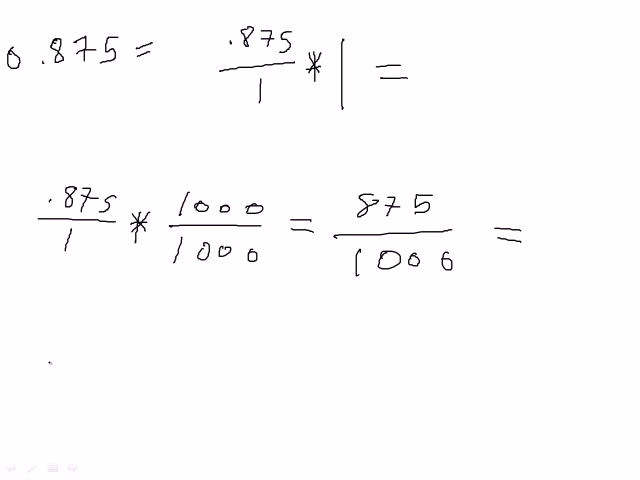 0.875 = .875/1 * 1 =
.875/1 * 1000/1000 = 875/1000 =